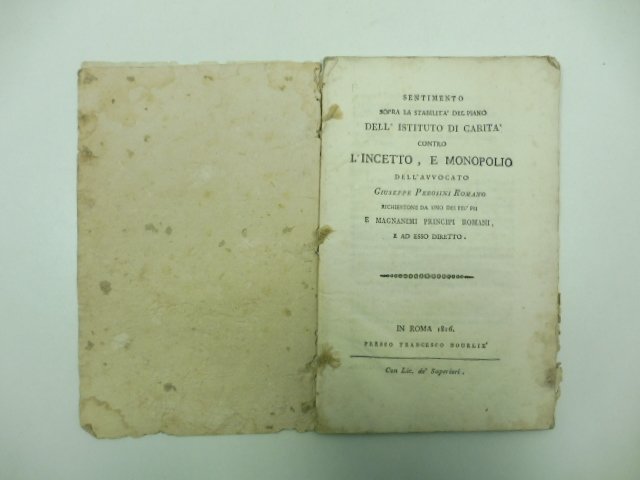 SENTIMENTO
SOPRA LA STABILITA' DEL PIANO
DELL' ISTITUTO DI CARITA'
CONTRO
L'INCETTO, E MONOPOLIO
DELL'AVVOCATO
GIUSEPPE PEROSINI ROMANO
RICHIESTONE DA UNO DEI PIU' PII
E MAGNANIMI PRINCIPI ROMANI,
E AD ESSO DIRETTO.
IN ROMA 1816.
PRESSO FRANCESCO BOURLIE'
Con Lic. de' Superiori.